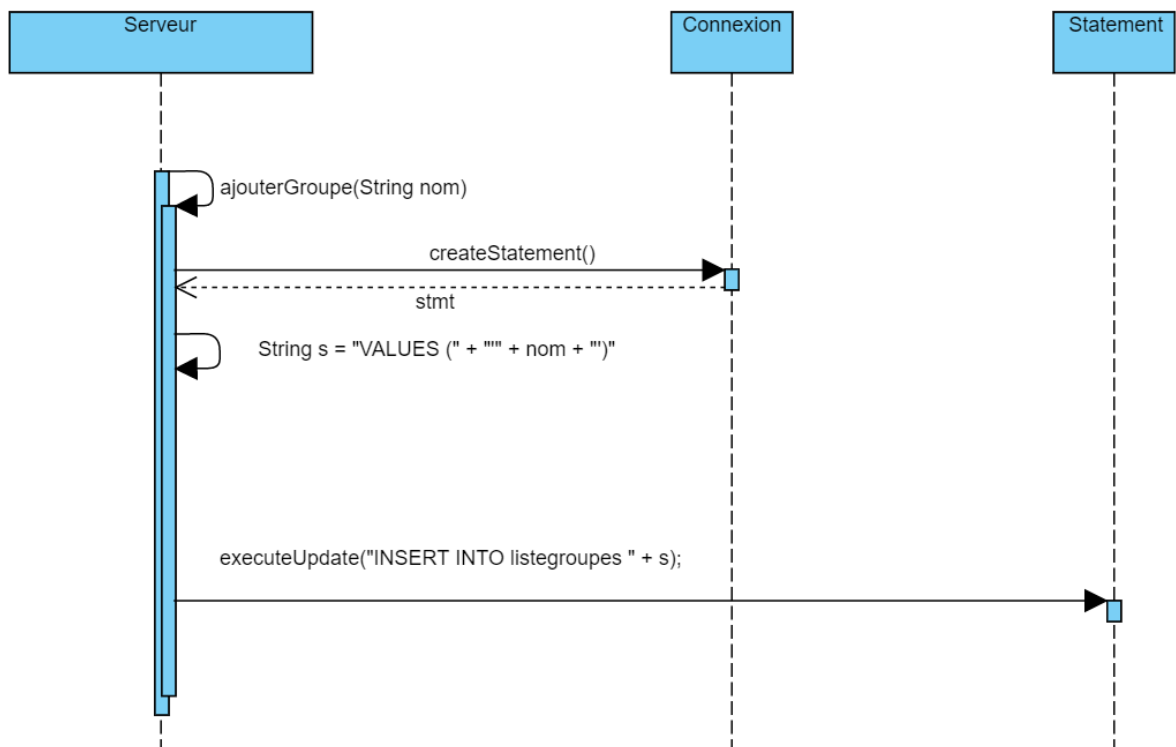 Serveur
Connexion
Statement
ajouterGroupe(String nom)
createStatement()
stmt
String s = "VALUES (" + "'" + nom + "')"
executeUpdate("INSERT INTO listegroupes " + s);